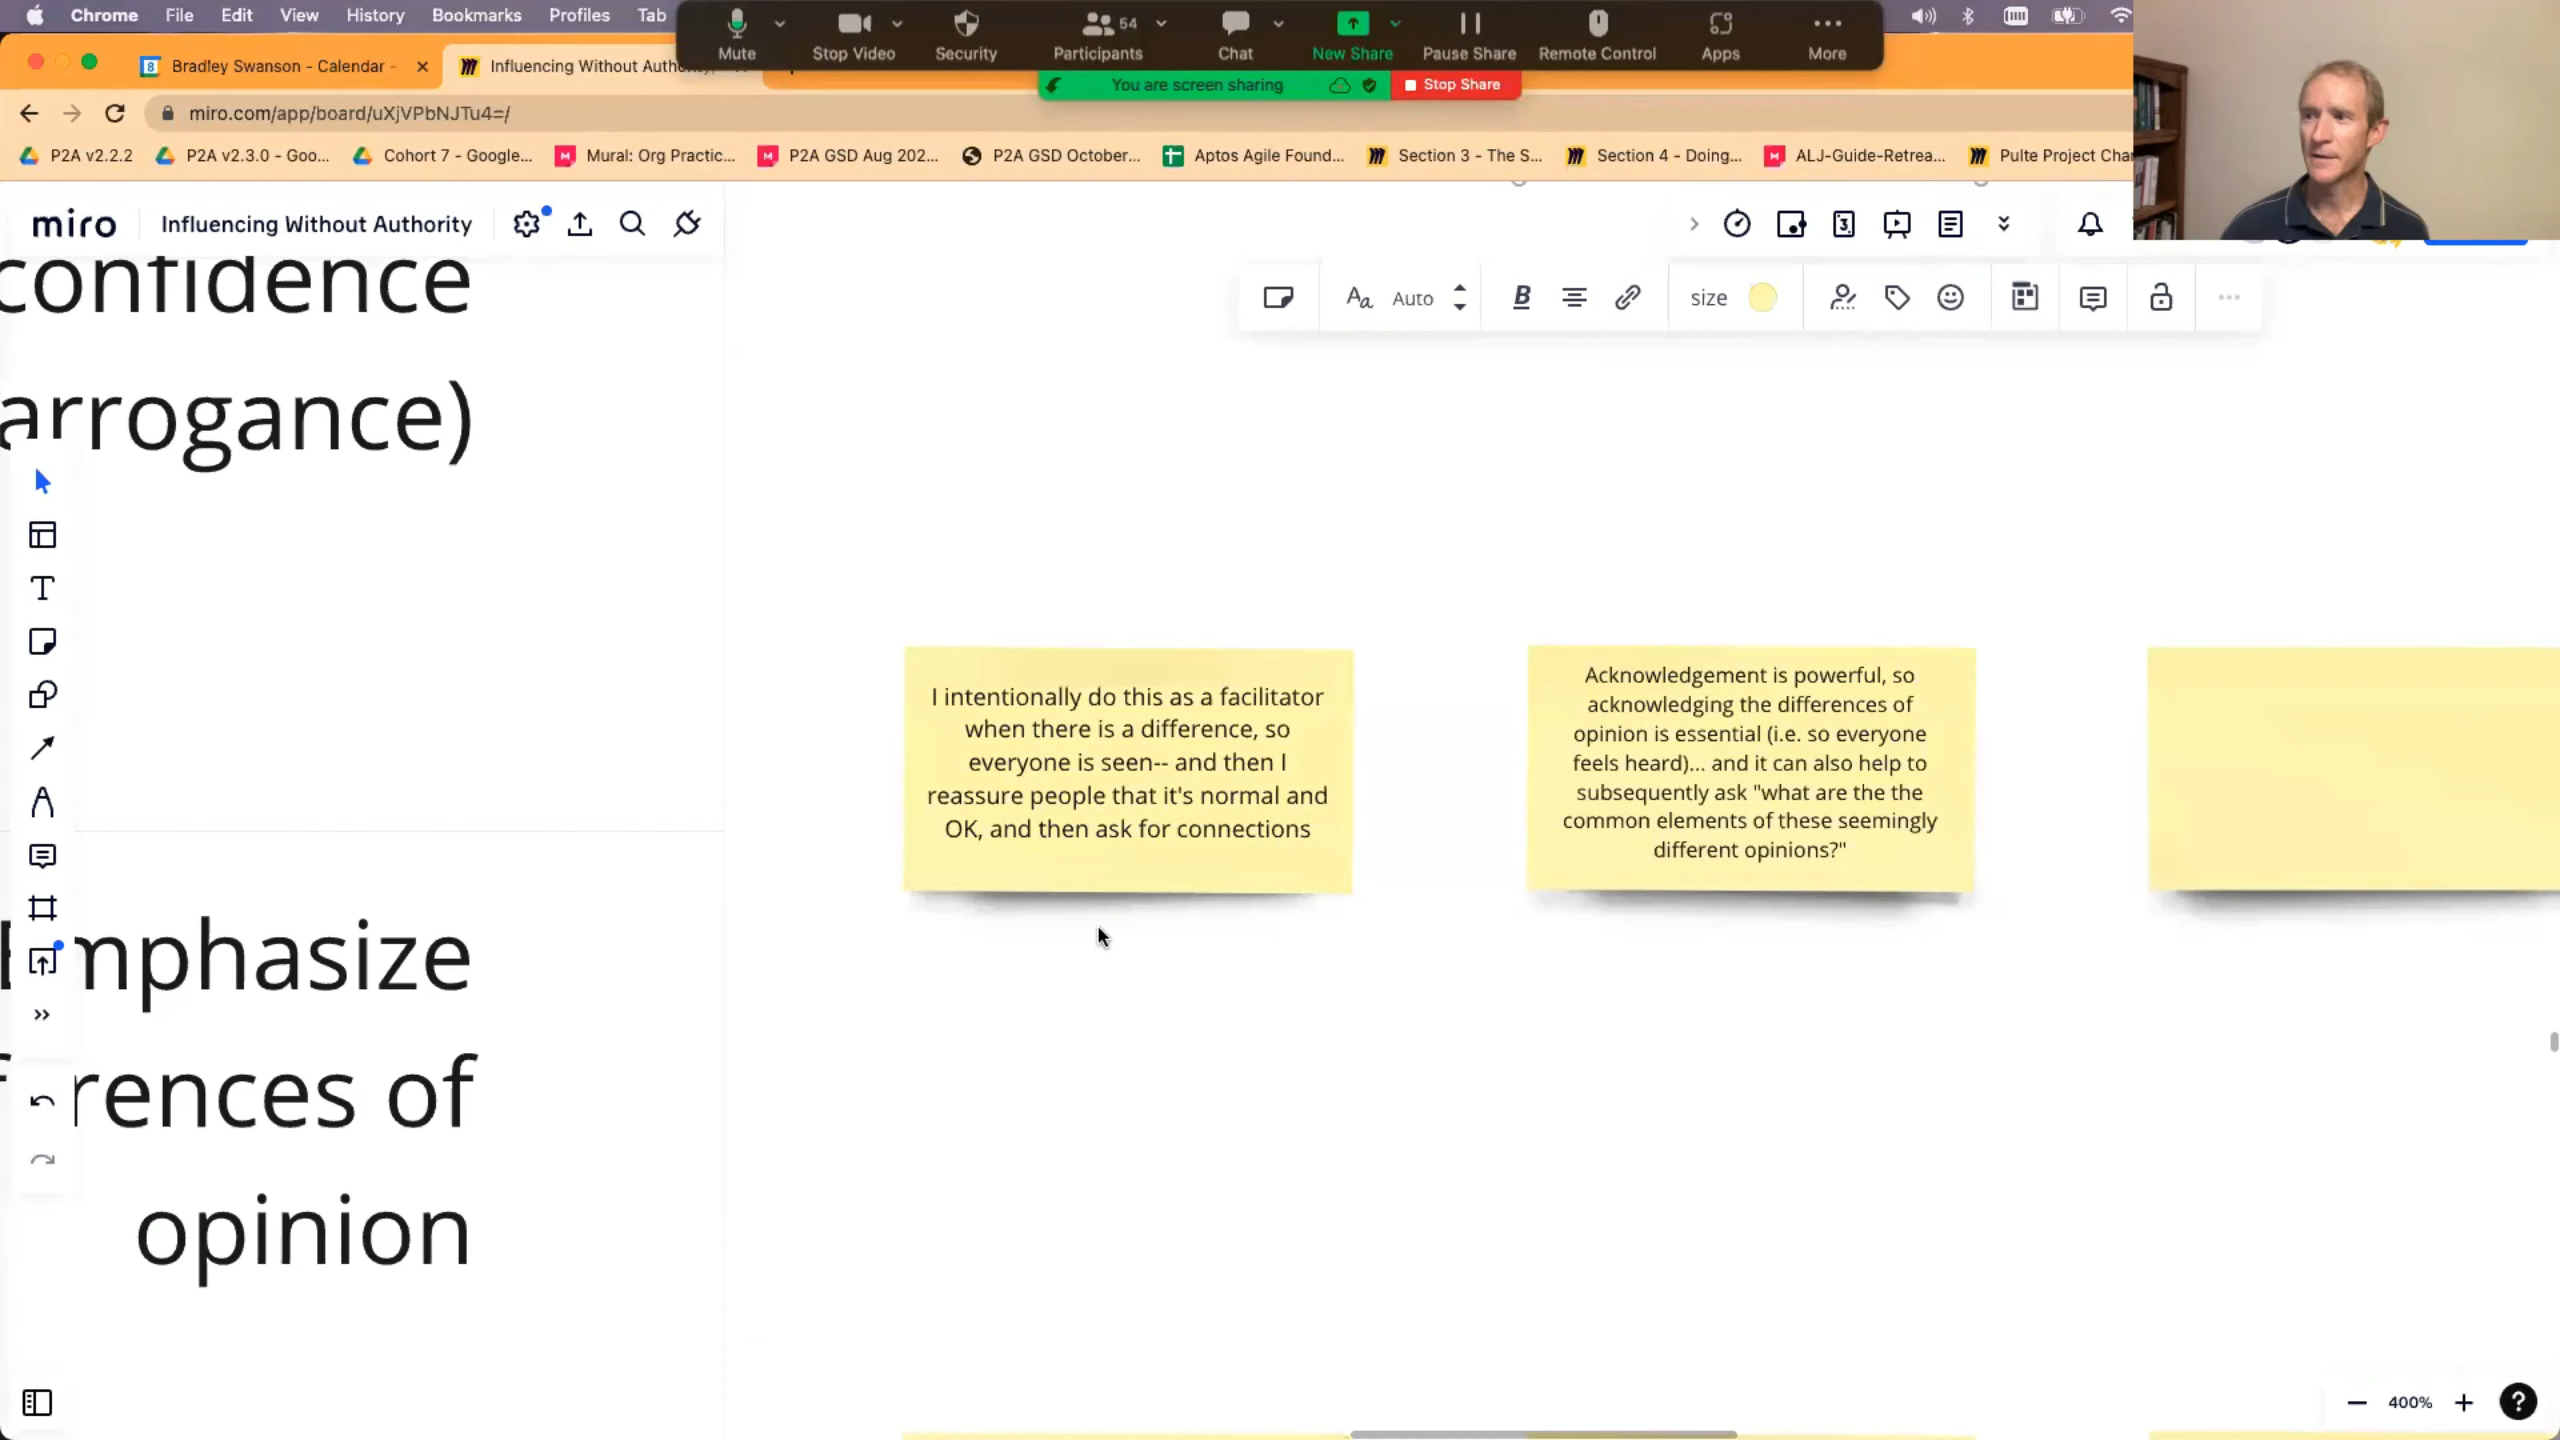 Chrome File Edit View History Bookmarks Profiles Tab
Mute Stop Video Security 54 Participants Chat New Share Pause Share Remote Control Apps More
8 Bradley Swanson - Calendar - Influencing Without Authority
You are screen sharing Stop Share
miro.com/app/board/uXjVPbNJTu4=/
P2A v2.2.2 P2A v2.3.0 - Goo... Cohort 7 - Google... Mural: Org Practic... P2A GSD Aug 202... P2A GSD October... Aptos Agile Found... Section 3 - The S... Section 4 - Doing... ALJ-Guide-Retrea... Pulte Project Char
miro Influencing Without Authority
Auto B size
confidence
arrogance)
I intentionally do this as a facilitator
when there is a difference, so
everyone is seen-- and then I
reassure people that it's normal and
OK, and then ask for connections
Acknowledgement is powerful, so
acknowledging the differences of
opinion is essential (i.e. so everyone
feels heard)... and it can also help to
subsequently ask "what are the the
common elements of these seemingly
different opinions?"
Emphasize
rences of
opinion
400%